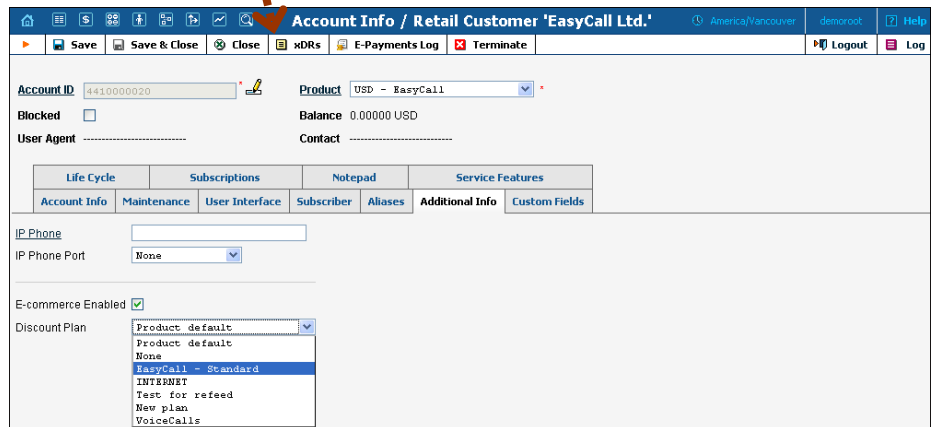 Account Info / Retail Customer 'EasyCall Ltd.' America/Vancouver demoroot ? Help
Save Save & Close Close xDRs E-Payments Log Terminate Logout Log
Account ID 4410000020 * Product USD - EasyCall *
Blocked Balance 0.00000 USD
User Agent --------------------------- Contact ---------------------------
Life Cycle Subscriptions Notepad Service Features
Account Info Maintenance User Interface Subscriber Aliases Additional Info Custom Fields
IP Phone
IP Phone Port None
E-commerce Enabled
Discount Plan Product default
Product default
None
EasyCall - Standard
INTERNET
Test for refeed
New plan
VoiceCalls